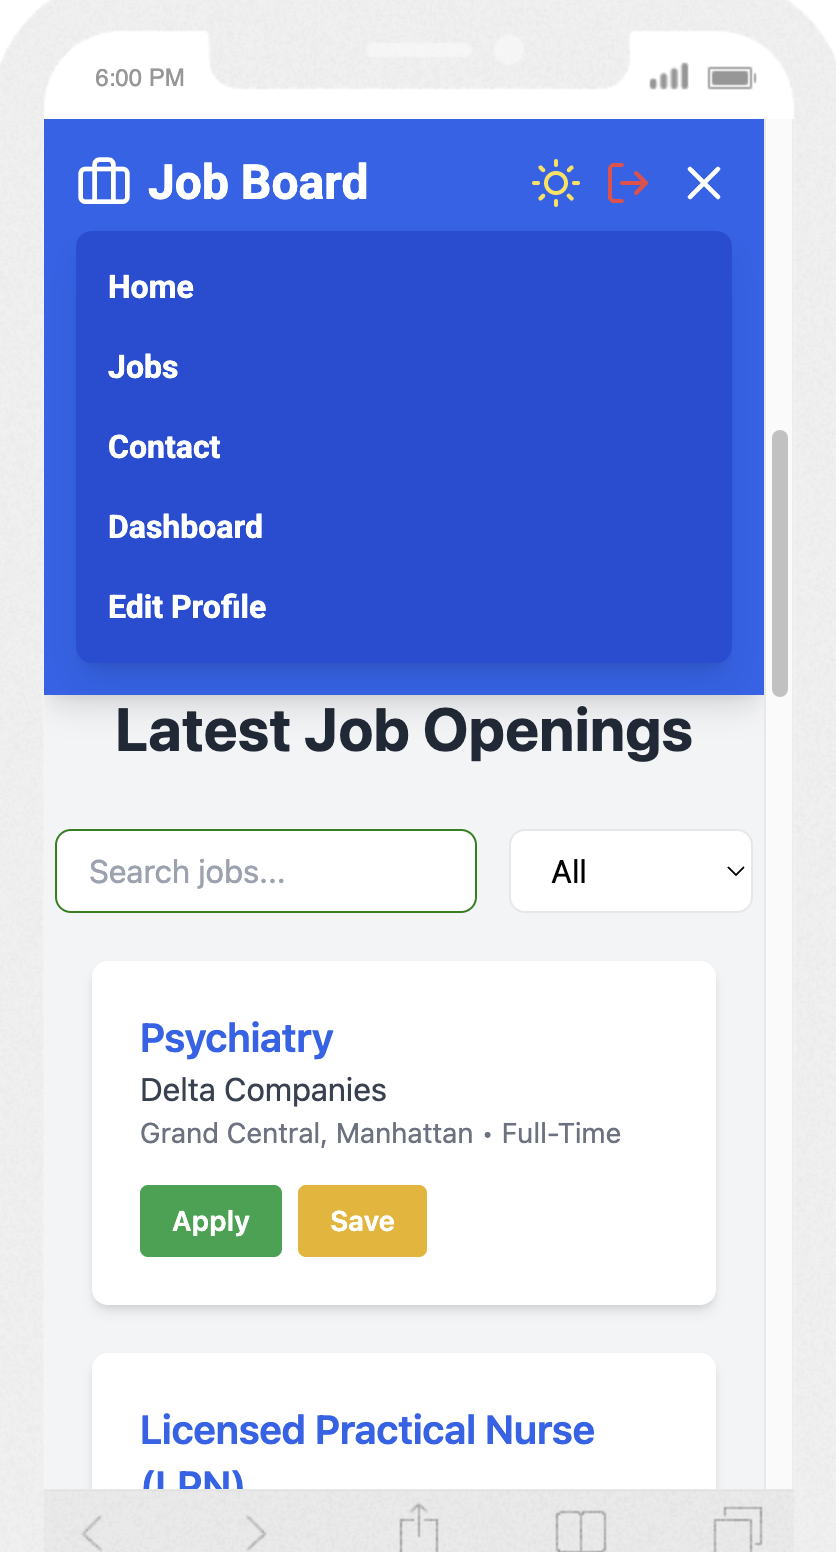 6:00 PM
Job Board
Home
Jobs
Contact
Dashboard
Edit Profile
Latest Job Openings
Search jobs...
All
Psychiatry
Delta Companies
Grand Central, Manhattan • Full-Time
Apply
Save
Licensed Practical Nurse
(LPN)